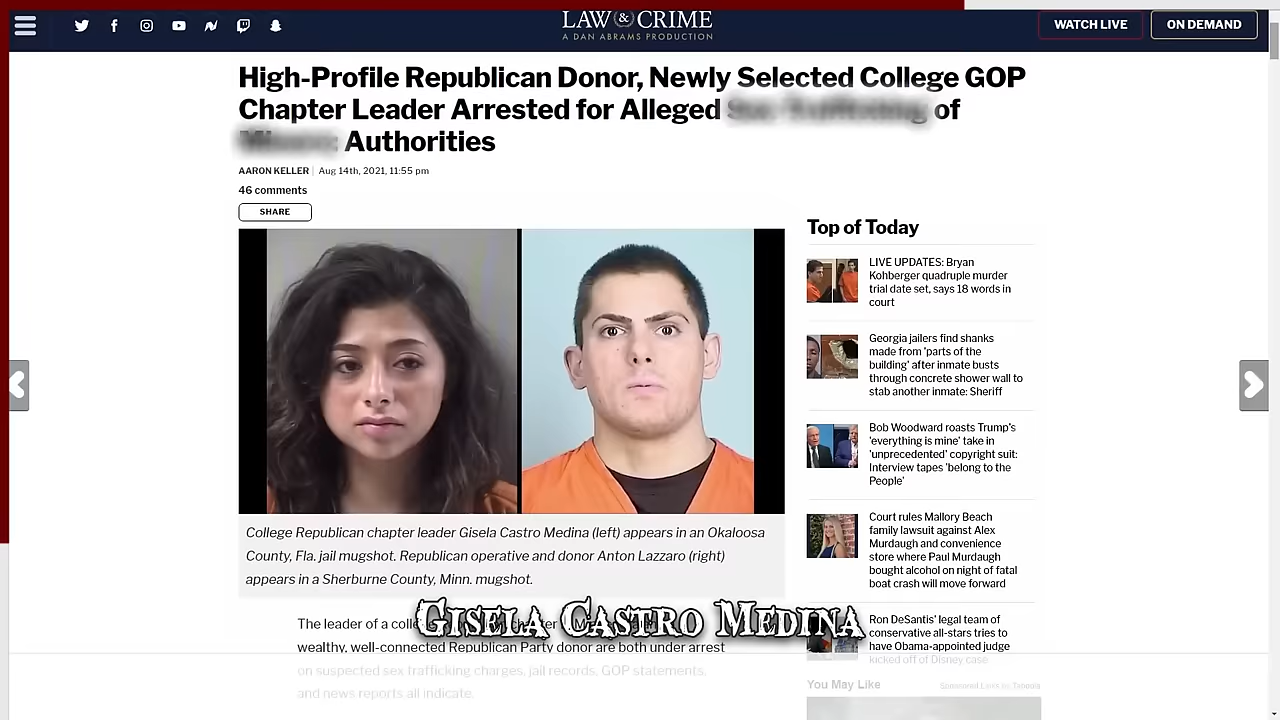 LAW & CRIME
A DAN ABRAMS PRODUCTION
WATCH LIVE
ON DEMAND
High-Profile Republican Donor, Newly Selected College GOP
Chapter Leader Arrested for Alleged of
Authorities
AARON KELLER | Aug 14th, 2021, 11:55 pm
46 comments
SHARE
College Republican chapter leader Gisela Castro Medina (left) appears in an Okaloosa
County, Fla. jail mugshot. Republican operative and donor Anton Lazzaro (right)
appears in a Sherburne County, Minn. mugshot.
Gisela Castro Medina
The leader of a
wealthy, well-connected Republican Party donor are both under arrest
on suspected sex trafficking charges, jail records, GOP statements,
and news reports all indicate.
Top of Today
LIVE UPDATES: Bryan
Kohberger quadruple murder
trial date set, says 18 words in
court
Georgia jailers find shanks
made from 'parts of the
building' after inmate busts
through concrete shower wall to
stab another inmate: Sheriff
Bob Woodward roasts Trump's
'everything is mine' take in
'unprecedented' copyright suit:
Interview tapes 'belong to the
People'
Court rules Mallory Beach
family lawsuit against Alex
Murdaugh and convenience
store where Paul Murdaugh
bought alcohol on night of fatal
boat crash will move forward
Ron DeSantis' legal team of
conservative all-stars tries to
have Obama-appointed judge
kicked off of Disney case
You May Like
Sponsored Links by Taboola